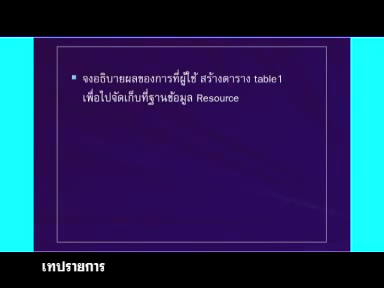 จงอธิบายผลของการที่ผู้ใช้ สร้างตาราง table1
เพื่อไปจัดเก็บที่ฐานข้อมูล Resource
เทปรายการ